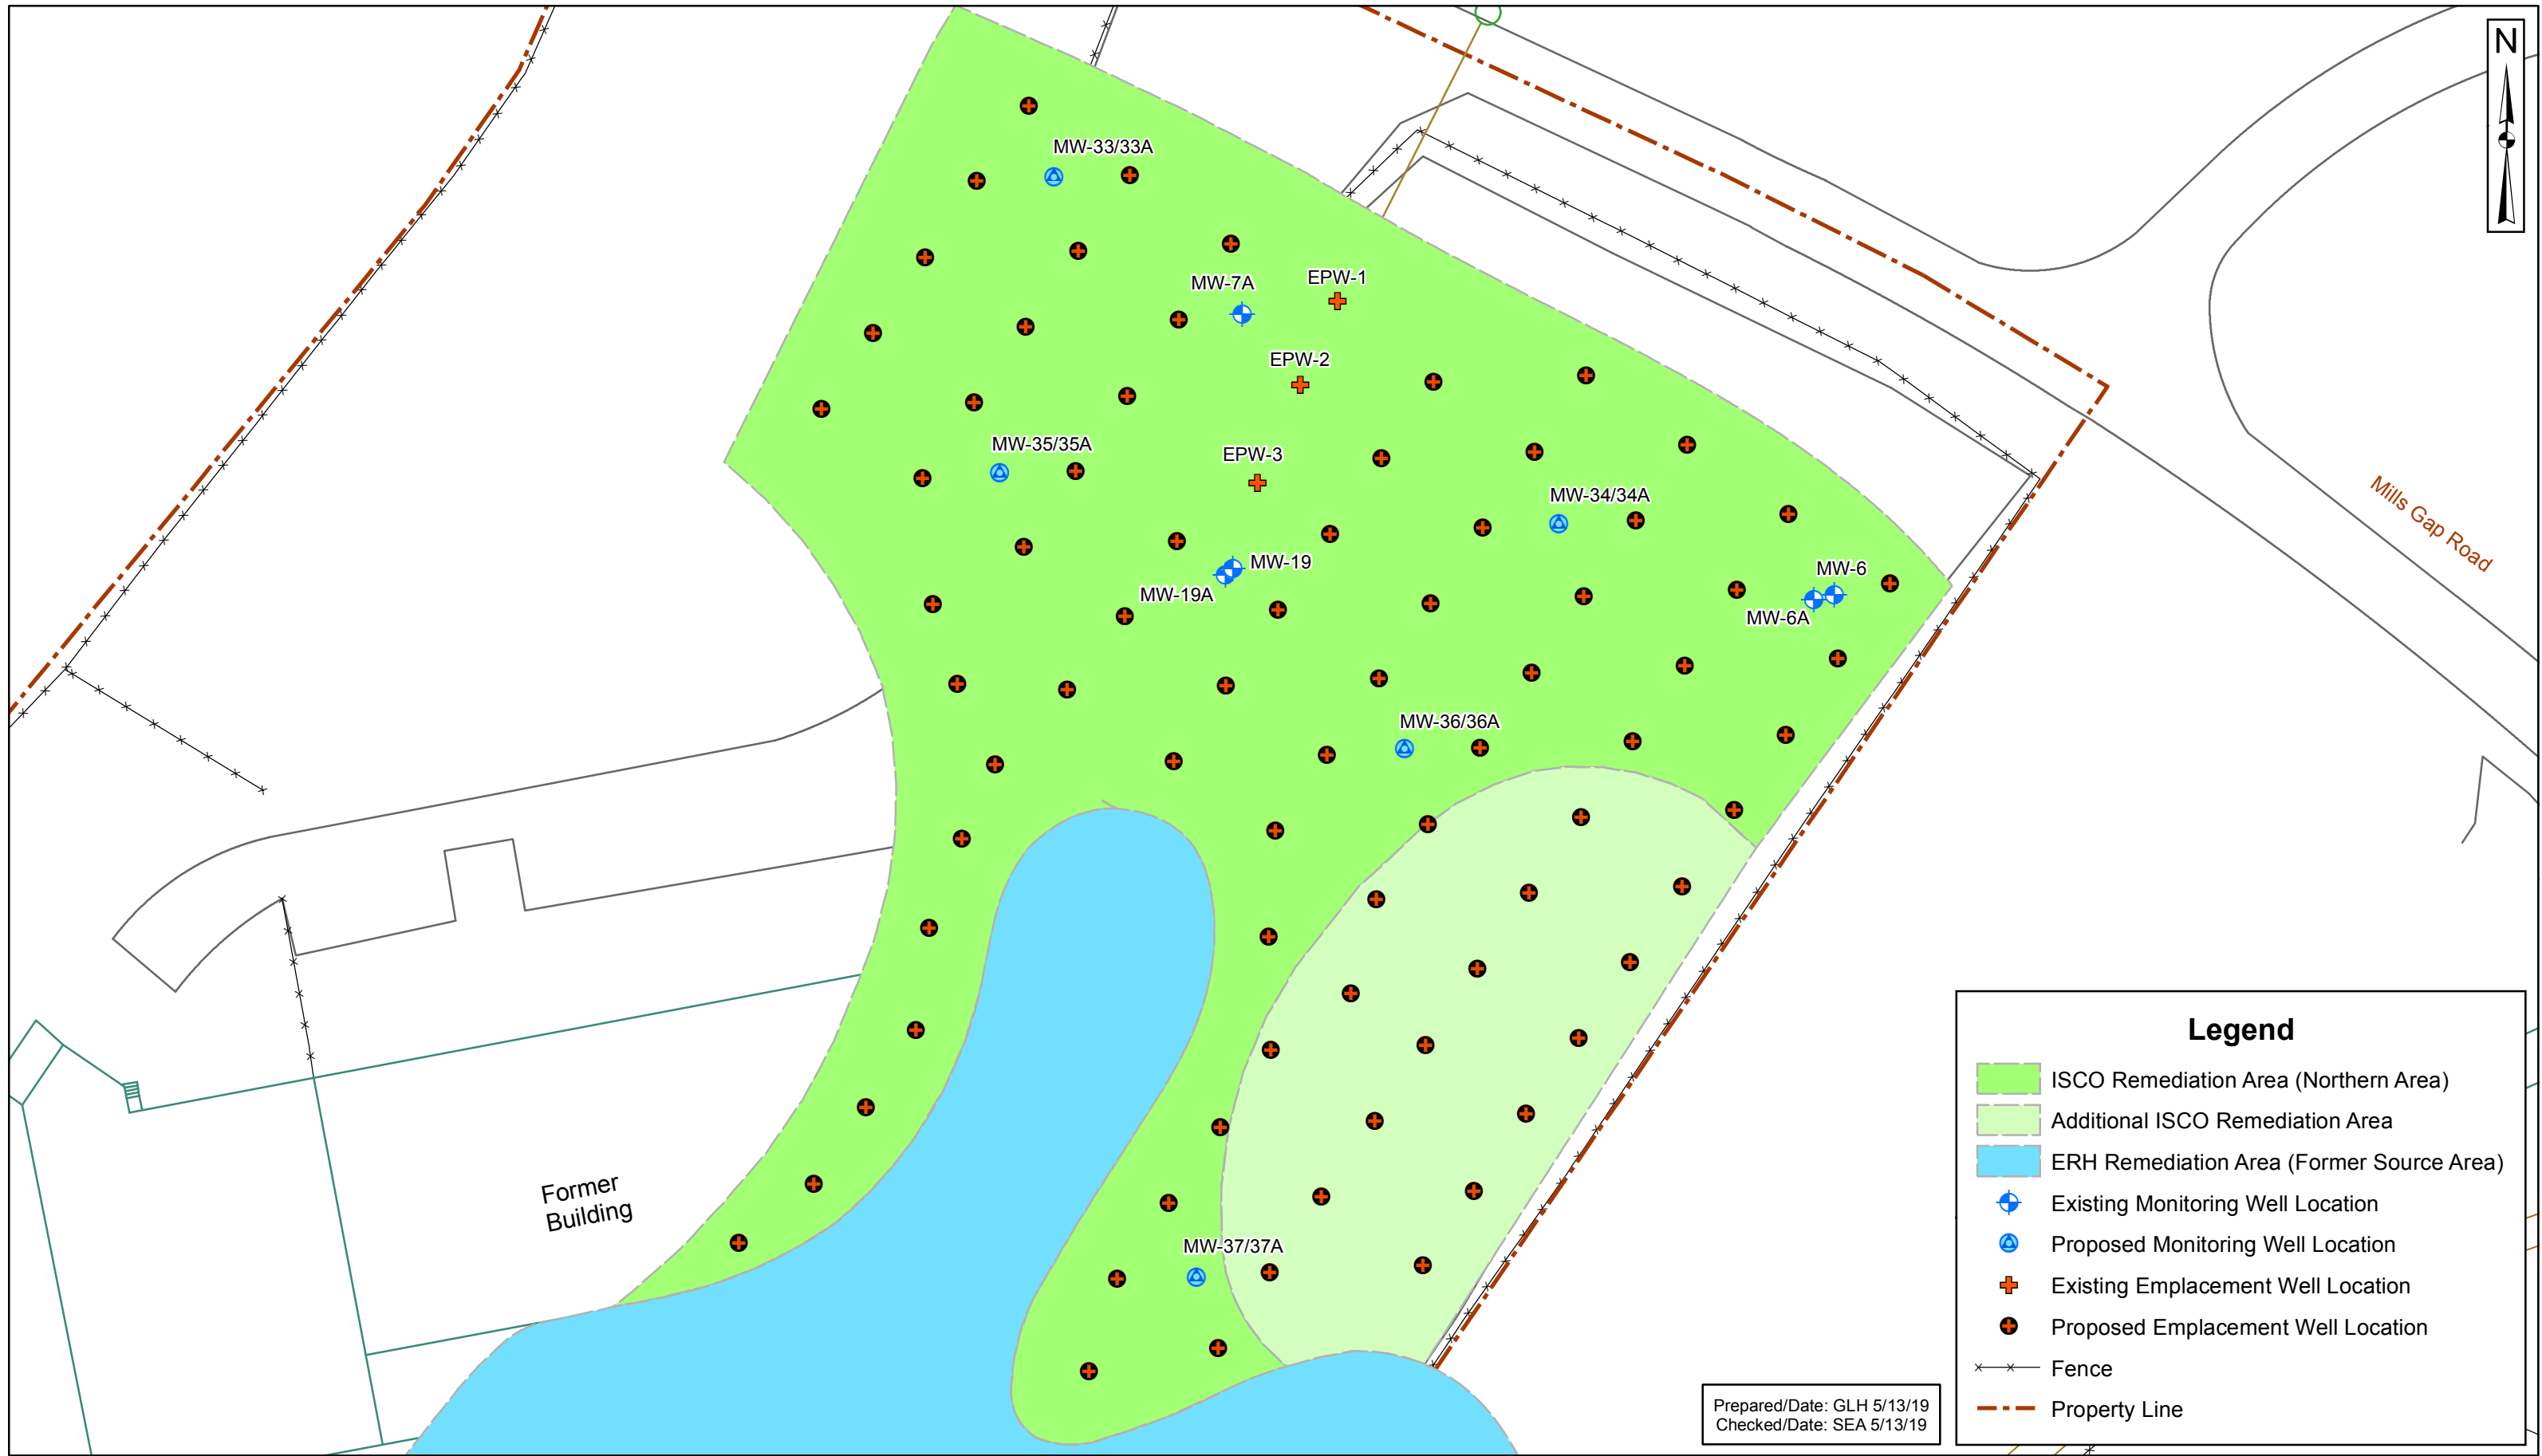 N
MW-33/33A
MW-7A
EPW-1
EPW-2
MW-35/35A
EPW-3
MW-34/34A
Mills Gap Road
MW-19
MW-6
MW-19A
MW-6A
MW-36/36A
Former
Building
MW-37/37A
Legend
ISCO Remediation Area (Northern Area)
Additional ISCO Remediation Area
ERH Remediation Area (Former Source Area)
Existing Monitoring Well Location
Proposed Monitoring Well Location
Existing Emplacement Well Location
Proposed Emplacement Well Location
Fence
Property Line
Prepared/Date: GLH 5/13/19
Checked/Date: SEA 5/13/19